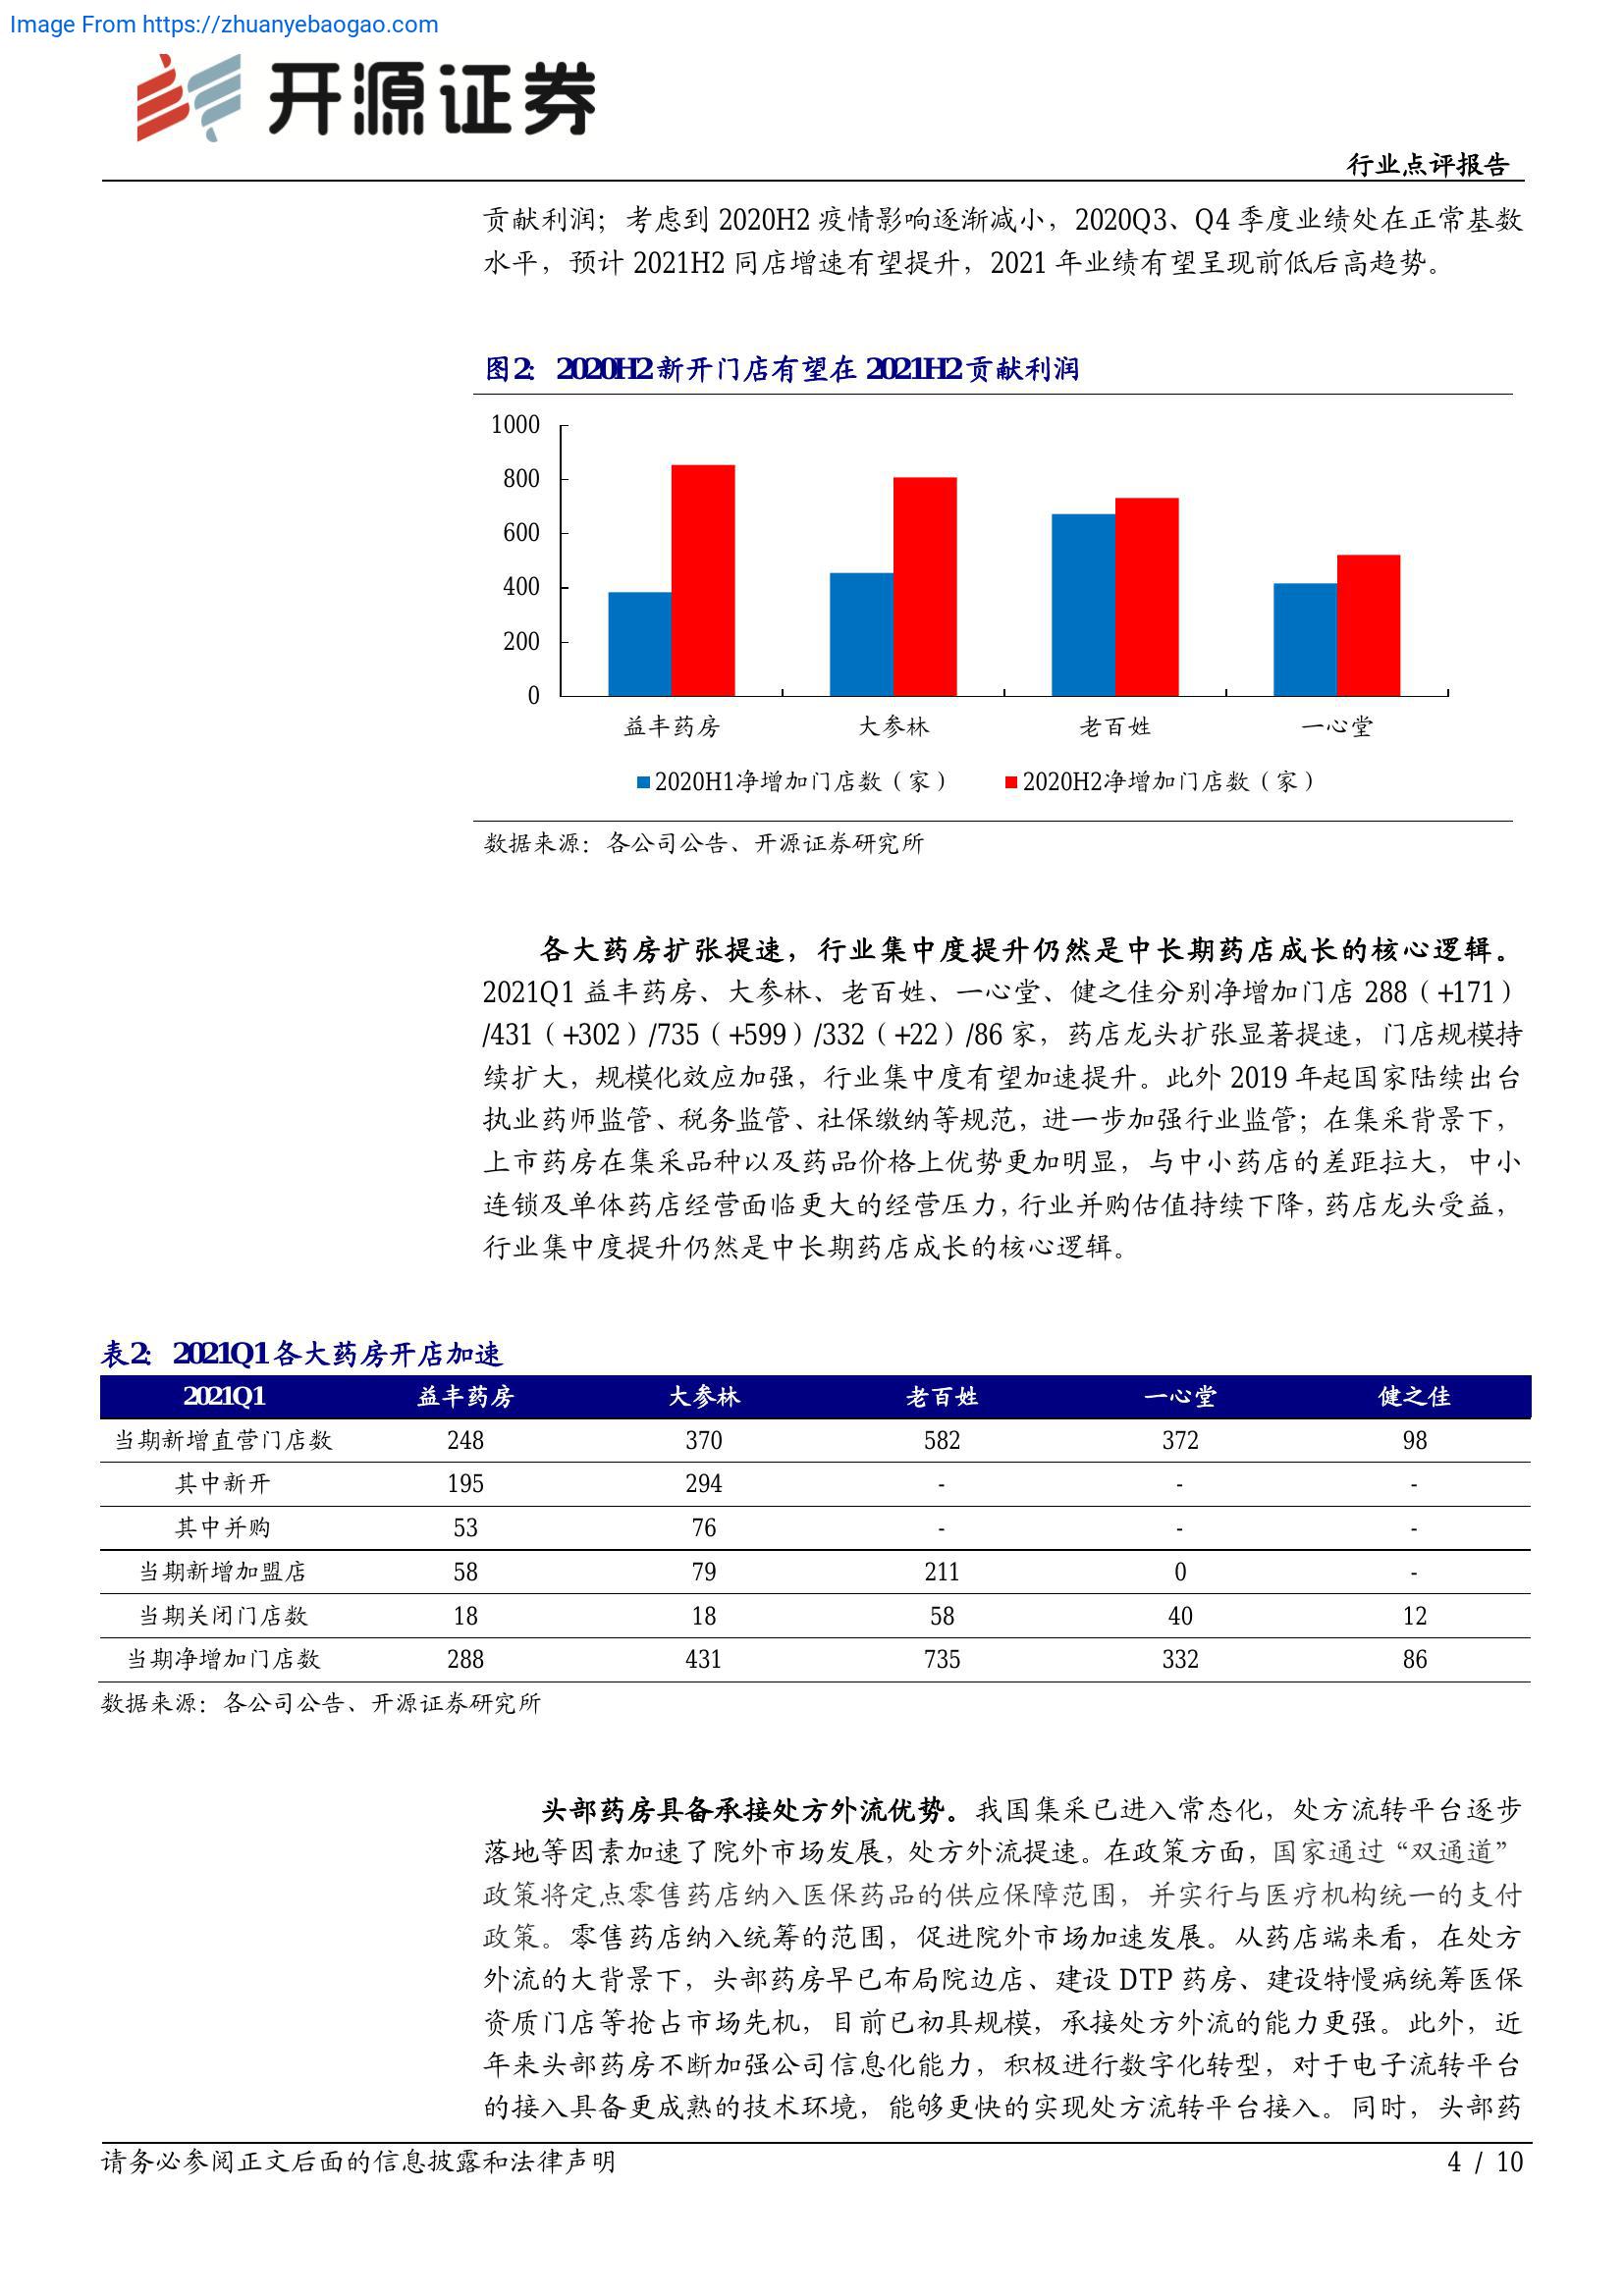 Image From https://zhuanyebaogao.com
开源证券
行业点评报告
贡献利润；考虑到 2020H2 疫情影响逐渐减小，2020Q3、Q4 季度业绩处在正常基数
水平，预计 2021H2 同店增速有望提升，2021 年业绩有望呈现前低后高趋势。
图2： 2020H2 新开门店有望在 2021H2 贡献利润
1000
800
600
400
200
0
益丰药房 大参林 老百姓 一心堂
2020H1净增加门店数（家） 2020H2净增加门店数（家）
数据来源：各公司公告、开源证券研究所
各大药房扩张提速，行业集中度提升仍然是中长期药店成长的核心逻辑。
2021Q1 益丰药房、大参林、老百姓、一心堂、健之佳分别净增加门店 288（+171）
/431（+302）/735（+599）/332（+22）/86 家，药店龙头扩张显著提速，门店规模持
续扩大，规模化效应加强，行业集中度有望加速提升。此外 2019 年起国家陆续出台
执业药师监管、税务监管、社保缴纳等规范，进一步加强行业监管；在集采背景下，
上市药房在集采品种以及药品价格上优势更加明显，与中小药店的差距拉大，中小
连锁及单体药店经营面临更大的经营压力，行业并购估值持续下降，药店龙头受益，
行业集中度提升仍然是中长期药店成长的核心逻辑。
表2： 2021Q1 各大药房开店加速
2021Q1 益丰药房 大参林 老百姓 一心堂 健之佳
当期新增直营门店数 248 370 582 372 98
其中新开 195 294 - - -
其中并购 53 76 - - -
当期新增加盟店 58 79 211 0 -
当期关闭门店数 18 18 58 40 12
当期净增加门店数 288 431 735 332 86
数据来源：各公司公告、开源证券研究所
头部药房具备承接处方外流优势。我国集采已进入常态化，处方流转平台逐步
落地等因素加速了院外市场发展，处方外流提速。在政策方面，国家通过“双通道”
政策将定点零售药店纳入医保药品的供应保障范围，并实行与医疗机构统一的支付
政策。零售药店纳入统筹的范围，促进院外市场加速发展。从药店端来看，在处方
外流的大背景下，头部药房早已布局院边店、建设 DTP 药房、建设特慢病统筹医保
资质门店等抢占市场先机，目前已初具规模，承接处方外流的能力更强。此外，近
年来头部药房不断加强公司信息化能力，积极进行数字化转型，对于电子流转平台
的接入具备更成熟的技术环境，能够更快的实现处方流转平台接入。同时，头部药
请务必参阅正文后面的信息披露和法律声明
4 / 10